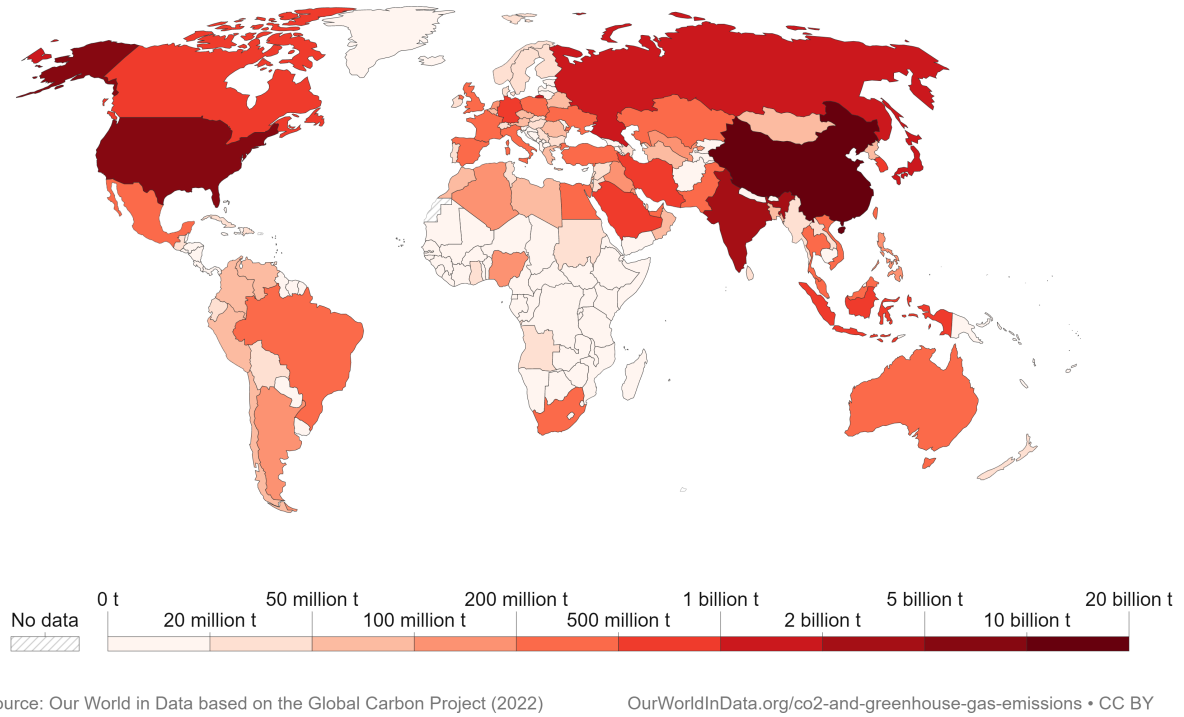 0 t 50 million t 200 million t 1 billion t 5 billion t 20 billion t
No data 20 million t 100 million t 500 million t 2 billion t 10 billion t
ource: Our World in Data based on the Global Carbon Project (2022) OurWorldInData.org/co2-and-greenhouse-gas-emissions • CC BY